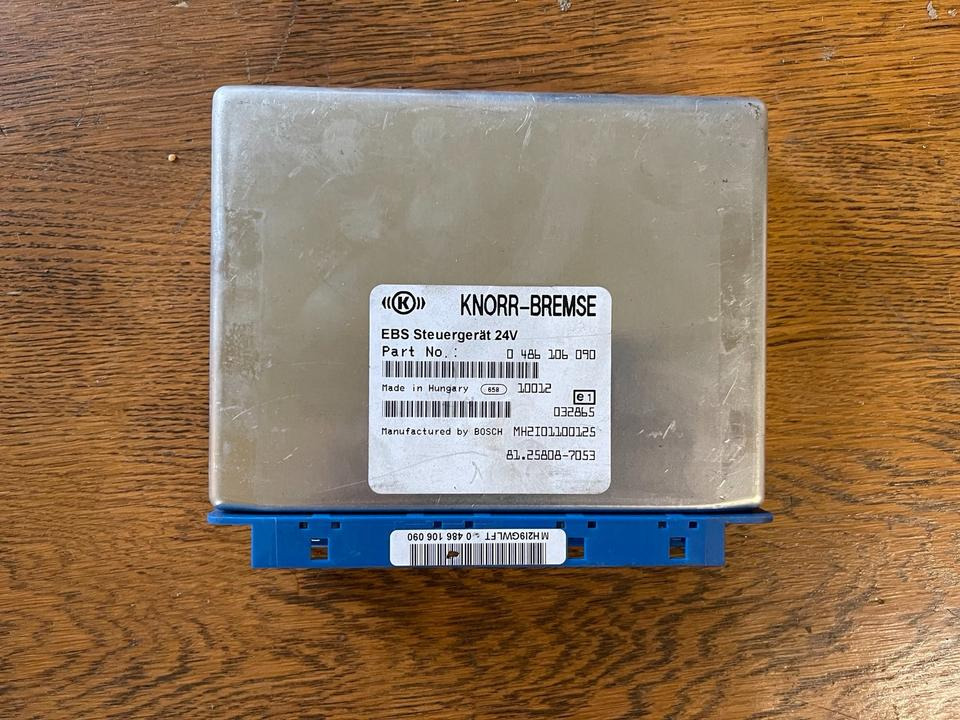 K KNORR-BREMSE
EBS Steuergerät 24V
Part No.: 0 486 106 090
Made in Hungary 658 10012
e1
032865
Manufactured by BOSCH MH2I01100125
81.25808-7053
MH2I9GWLFT 0 486 106 090